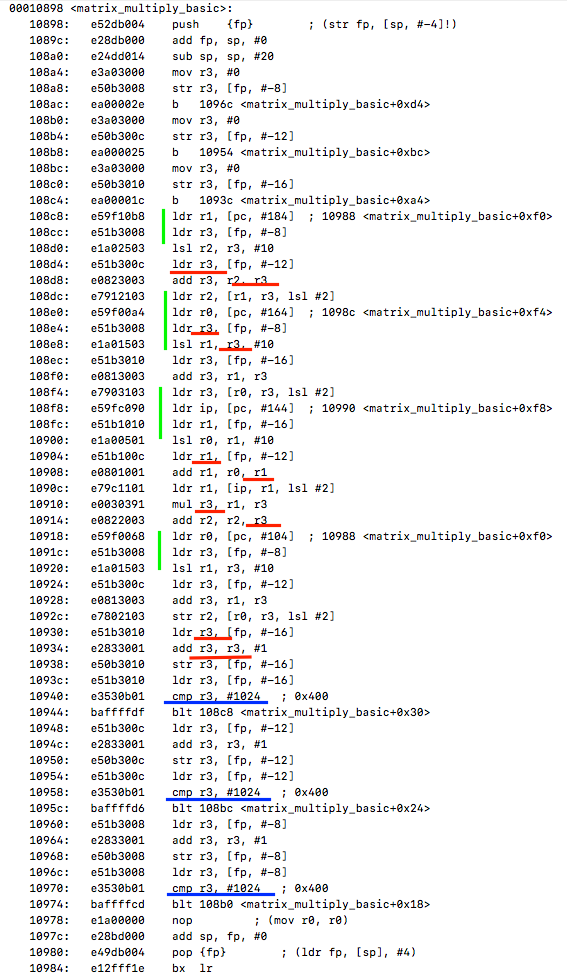 00010898 <matrix_multiply_basic>:
10898: e52db004 push {fp} ; (str fp, [sp, #-4]!)
1089c: e28db000 add fp, sp, #0
108a0: e24dd014 sub sp, sp, #20
108a4: e3a03000 mov r3, #0
108a8: e50b3008 str r3, [fp, #-8]
108ac: ea00002e b 1096c <matrix_multiply_basic+0xd4>
108b0: e3a03000 mov r3, #0
108b4: e50b300c str r3, [fp, #-12]
108b8: ea000025 b 10954 <matrix_multiply_basic+0xbc>
108bc: e3a03000 mov r3, #0
108c0: e50b3010 str r3, [fp, #-16]
108c4: ea00001c b 1093c <matrix_multiply_basic+0xa4>
108c8: e59f10b8 ldr r1, [pc, #184] ; 10988 <matrix_multiply_basic+0xf0>
108cc: e51b3008 ldr r3, [fp, #-8]
108d0: e1a02503 lsl r2, r3, #10
108d4: e51b300c ldr r3, [fp, #-12]
108d8: e0823003 add r3, r2, r3
108dc: e7912103 ldr r2, [r1, r3, lsl #2]
108e0: e59f00a4 ldr r0, [pc, #164] ; 1098c <matrix_multiply_basic+0xf4>
108e4: e51b3008 ldr r3, [fp, #-8]
108e8: e1a01503 lsl r1, r3, #10
108ec: e51b3010 ldr r3, [fp, #-16]
108f0: e0813003 add r3, r1, r3
108f4: e7903103 ldr r3, [r0, r3, lsl #2]
108f8: e59fc090 ldr ip, [pc, #144] ; 10990 <matrix_multiply_basic+0xf8>
108fc: e51b1010 ldr r1, [fp, #-16]
10900: e1a00501 lsl r0, r1, #10
10904: e51b100c ldr r1, [fp, #-12]
10908: e0801001 add r1, r0, r1
1090c: e79c1101 ldr r1, [ip, r1, lsl #2]
10910: e0030391 mul r3, r1, r3
10914: e0822003 add r2, r2, r3
10918: e59f0068 ldr r0, [pc, #104] ; 10988 <matrix_multiply_basic+0xf0>
1091c: e51b3008 ldr r3, [fp, #-8]
10920: e1a01503 lsl r1, r3, #10
10924: e51b300c ldr r3, [fp, #-12]
10928: e0813003 add r3, r1, r3
1092c: e7802103 str r2, [r0, r3, lsl #2]
10930: e51b3010 ldr r3, [fp, #-16]
10934: e2833001 add r3, r3, #1
10938: e50b3010 str r3, [fp, #-16]
1093c: e51b3010 ldr r3, [fp, #-16]
10940: e3530b01 cmp r3, #1024 ; 0x400
10944: baffffdf blt 108c8 <matrix_multiply_basic+0x30>
10948: e51b300c ldr r3, [fp, #-12]
1094c: e2833001 add r3, r3, #1
10950: e50b300c str r3, [fp, #-12]
10954: e51b300c ldr r3, [fp, #-12]
10958: e3530b01 cmp r3, #1024 ; 0x400
1095c: baffffd6 blt 108bc <matrix_multiply_basic+0x24>
10960: e51b3008 ldr r3, [fp, #-8]
10964: e2833001 add r3, r3, #1
10968: e50b3008 str r3, [fp, #-8]
1096c: e51b3008 ldr r3, [fp, #-8]
10970: e3530b01 cmp r3, #1024 ; 0x400
10974: baffffcd blt 108b0 <matrix_multiply_basic+0x18>
10978: e1a00000 nop ; (mov r0, r0)
1097c: e28bd000 add sp, fp, #0
10980: e49db004 pop {fp} ; (ldr fp, [sp], #4)
10984: e12fff1e bx lr